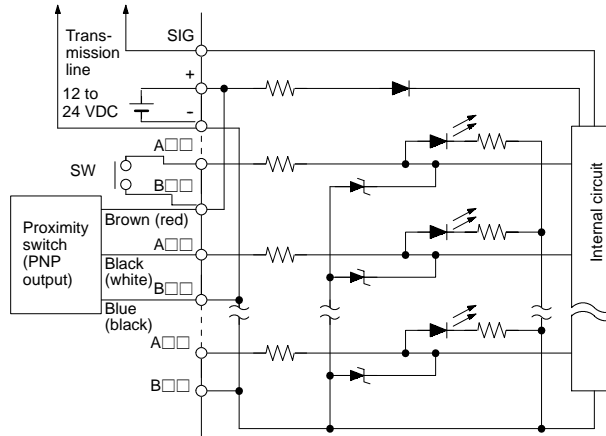 Trans-
mission
line
SIG
+
12 to
24 VDC
-
A□□
SW
B□□
Brown (red)
Proximity
switch
(PNP
output)
A□□
Black
(white)
B□□
Blue
(black)
A□□
B□□
Internal circuit